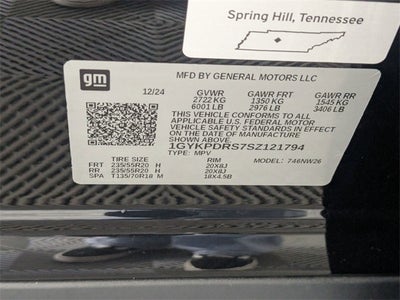 Spring Hill, Tennessee
gm
MFD BY GENERAL MOTORS LLC
12/24 GVWR GAWR FRT GAWR RR
2722 KG 1350 KG 1545 KG
6001 LB 2976 LB 3406 LB
THIS VEHICLE CONFORMS TO ALL
APPLICABLE U.S. FEDERAL MOTOR
VEHICLE SAFETY AND THEFT PREVENTION
STANDARDS IN EFFECT ON THE DATE OF MANUFACTURE
SHOWN ABOVE.
1GYKPDRS7SZ121794
TYPE: MPV MODEL: 746NW26
TIRE SIZE RIM
FRT 235/55R20 H 20X8J
RR 235/55R20 H 20X8J
SPA T135/70R18 M 18X4.5B